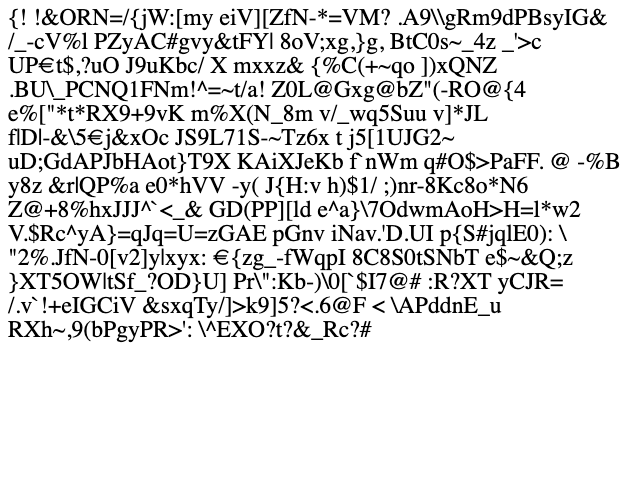 {! !&ORN=/{jW:[my eiV][ZfN-*=VM? .A9\\gRm9dPBsyIG&
/_-cV%l PZyAC#gvy&tFY| 8oV;xg,}g, BtC0s~_4z _'>c
UP€t$,?uO J9uKbc/ X mxxz& {%C(+~qo ])xQNZ
.BU\_PCNQ1FNm!^=~t/a! Z0L@Gxg@bZ"(-RO@{4
e%["*t*RX9+9vK m%X(N_8m v/_wq5Suu v]*JL
f|D|-&\5€j&xOc JS9L71S-~Tz6x t j5[1UJG2~
uD;GdAPJbHAot}T9X KAiXJeKb f nWm q#O$>PaFF. @ -%B
y8z &r|QP%a e0*hVV -y( J{H:v h)$1/ ;)nr-8Kc8o*N6
Z@+8%hxJJJ^`<_& GD(PP][ld e^a}\7OdwmAoH>H=l*w2
V.$Rc^yA}=qJq=U=zGAE pGnv iNav.'D.UI p{S#jqlE0): \
"2%.JfN-0[v2]y|xyx: €{zg_-fWqpI 8C8S0tSNbT e$~&Q;z
}XT5OW|tSf_?OD}U] Pr\":Kb-)\0[`$I7@# :R?XT yCJR=
/.v`!+eIGCiV &sxqTy/]>k9]5?<.6@F < \APddnE_u
RXh~,9(bPgyPR>': \^EXO?t?&_Rc?#